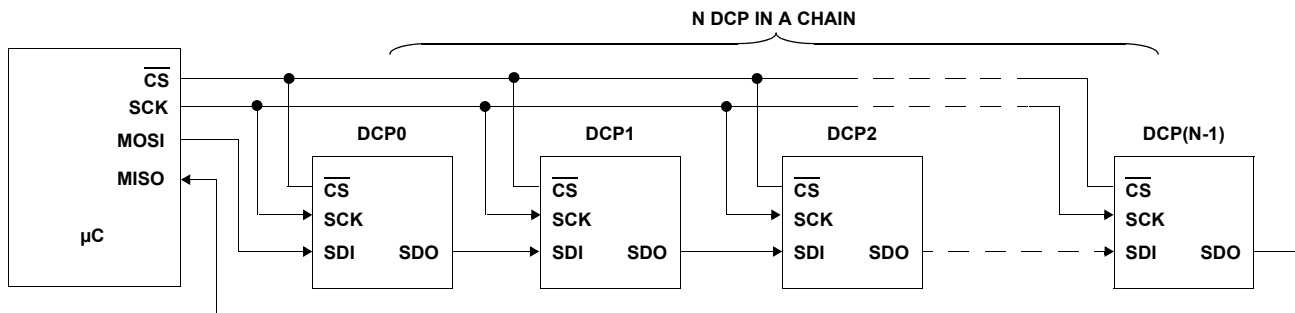 N DCP IN A CHAIN
CS
SCK
MOSI
MISO
µC
DCP0
CS
SCK
SDI SDO
DCP1
CS
SCK
SDI SDO
DCP2
CS
SCK
SDI SDO
DCP(N-1)
CS
SCK
SDI SDO